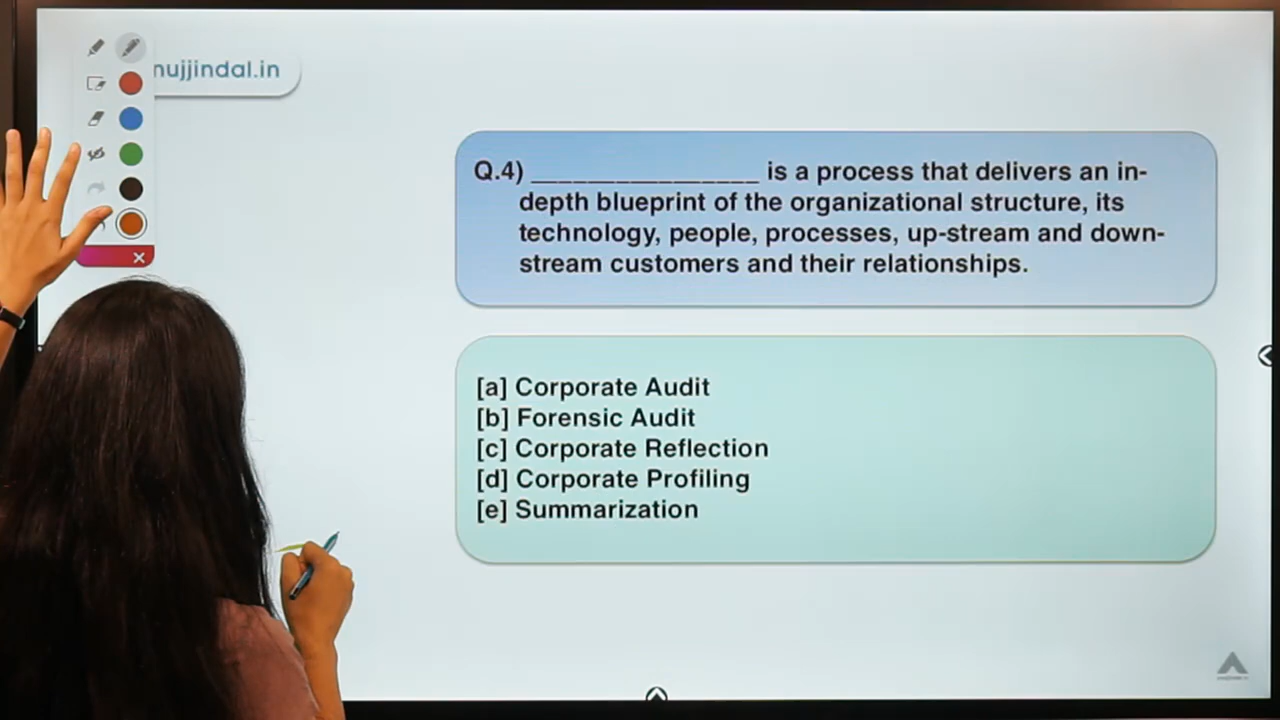 nujjindal.in
Q.4) ________________ is a process that delivers an in-
depth blueprint of the organizational structure, its
technology, people, processes, up-stream and down-
stream customers and their relationships.
[a] Corporate Audit
[b] Forensic Audit
[c] Corporate Reflection
[d] Corporate Profiling
[e] Summarization